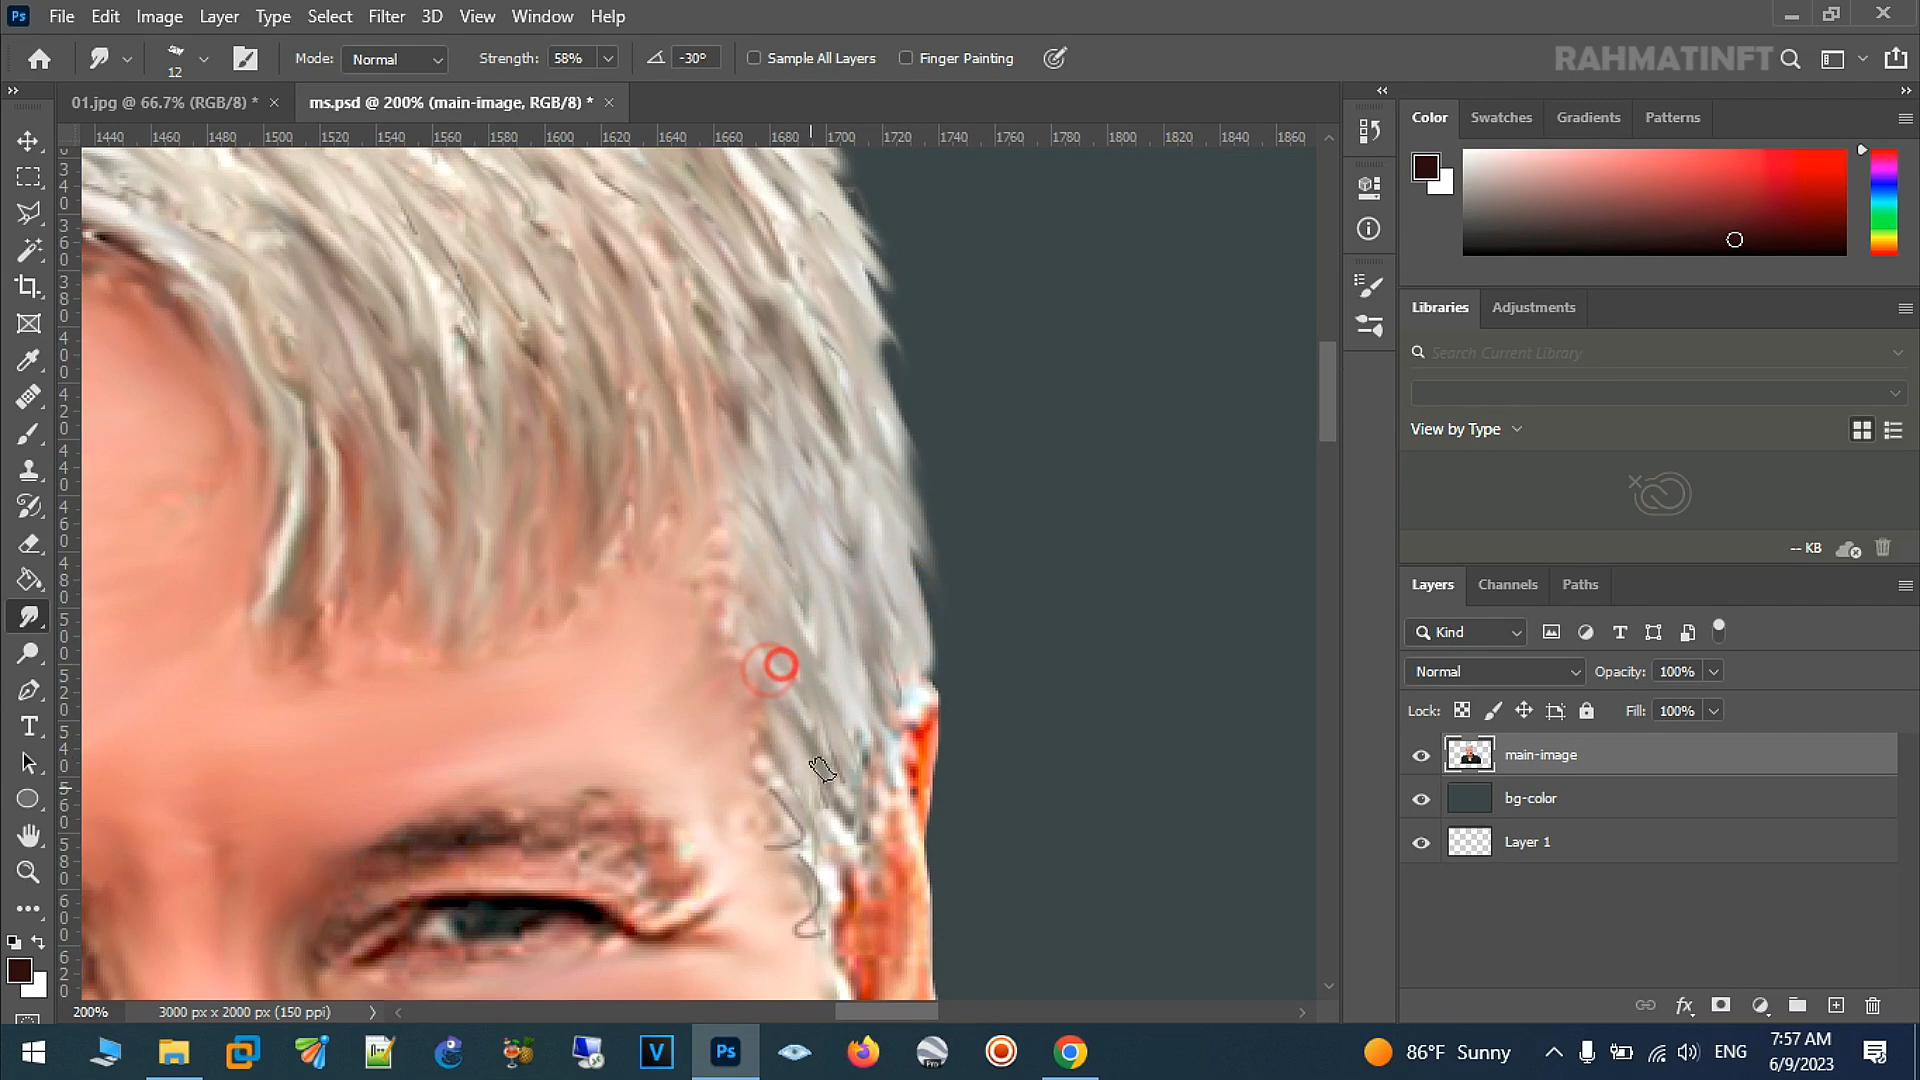 Ps File Edit Image Layer Type Select Filter 3D View Window Help
12 Mode: Normal Strength: 58% -30° Sample All Layers Finger Painting RAHMATINFT
01.jpg @ 66.7% (RGB/8) * ms.psd @ 200% (main-image, RGB/8) *
1440 1460 1480 1500 1520 1540 1560 1580 1600 1620 1640 1660 1680 1700 1720 1740 1760 1780 1800 1820 1840 1860
Color Swatches Gradients Patterns
Libraries Adjustments
Search Current Library
View by Type
-- KB
Layers Channels Paths
Kind
Normal Opacity: 100%
Lock: Fill: 100%
main-image
bg-color
Layer 1
200% 3000 px x 2000 px (150 ppi)
V Ps Pro 86°F Sunny ENG 7:57 AM
6/9/2023